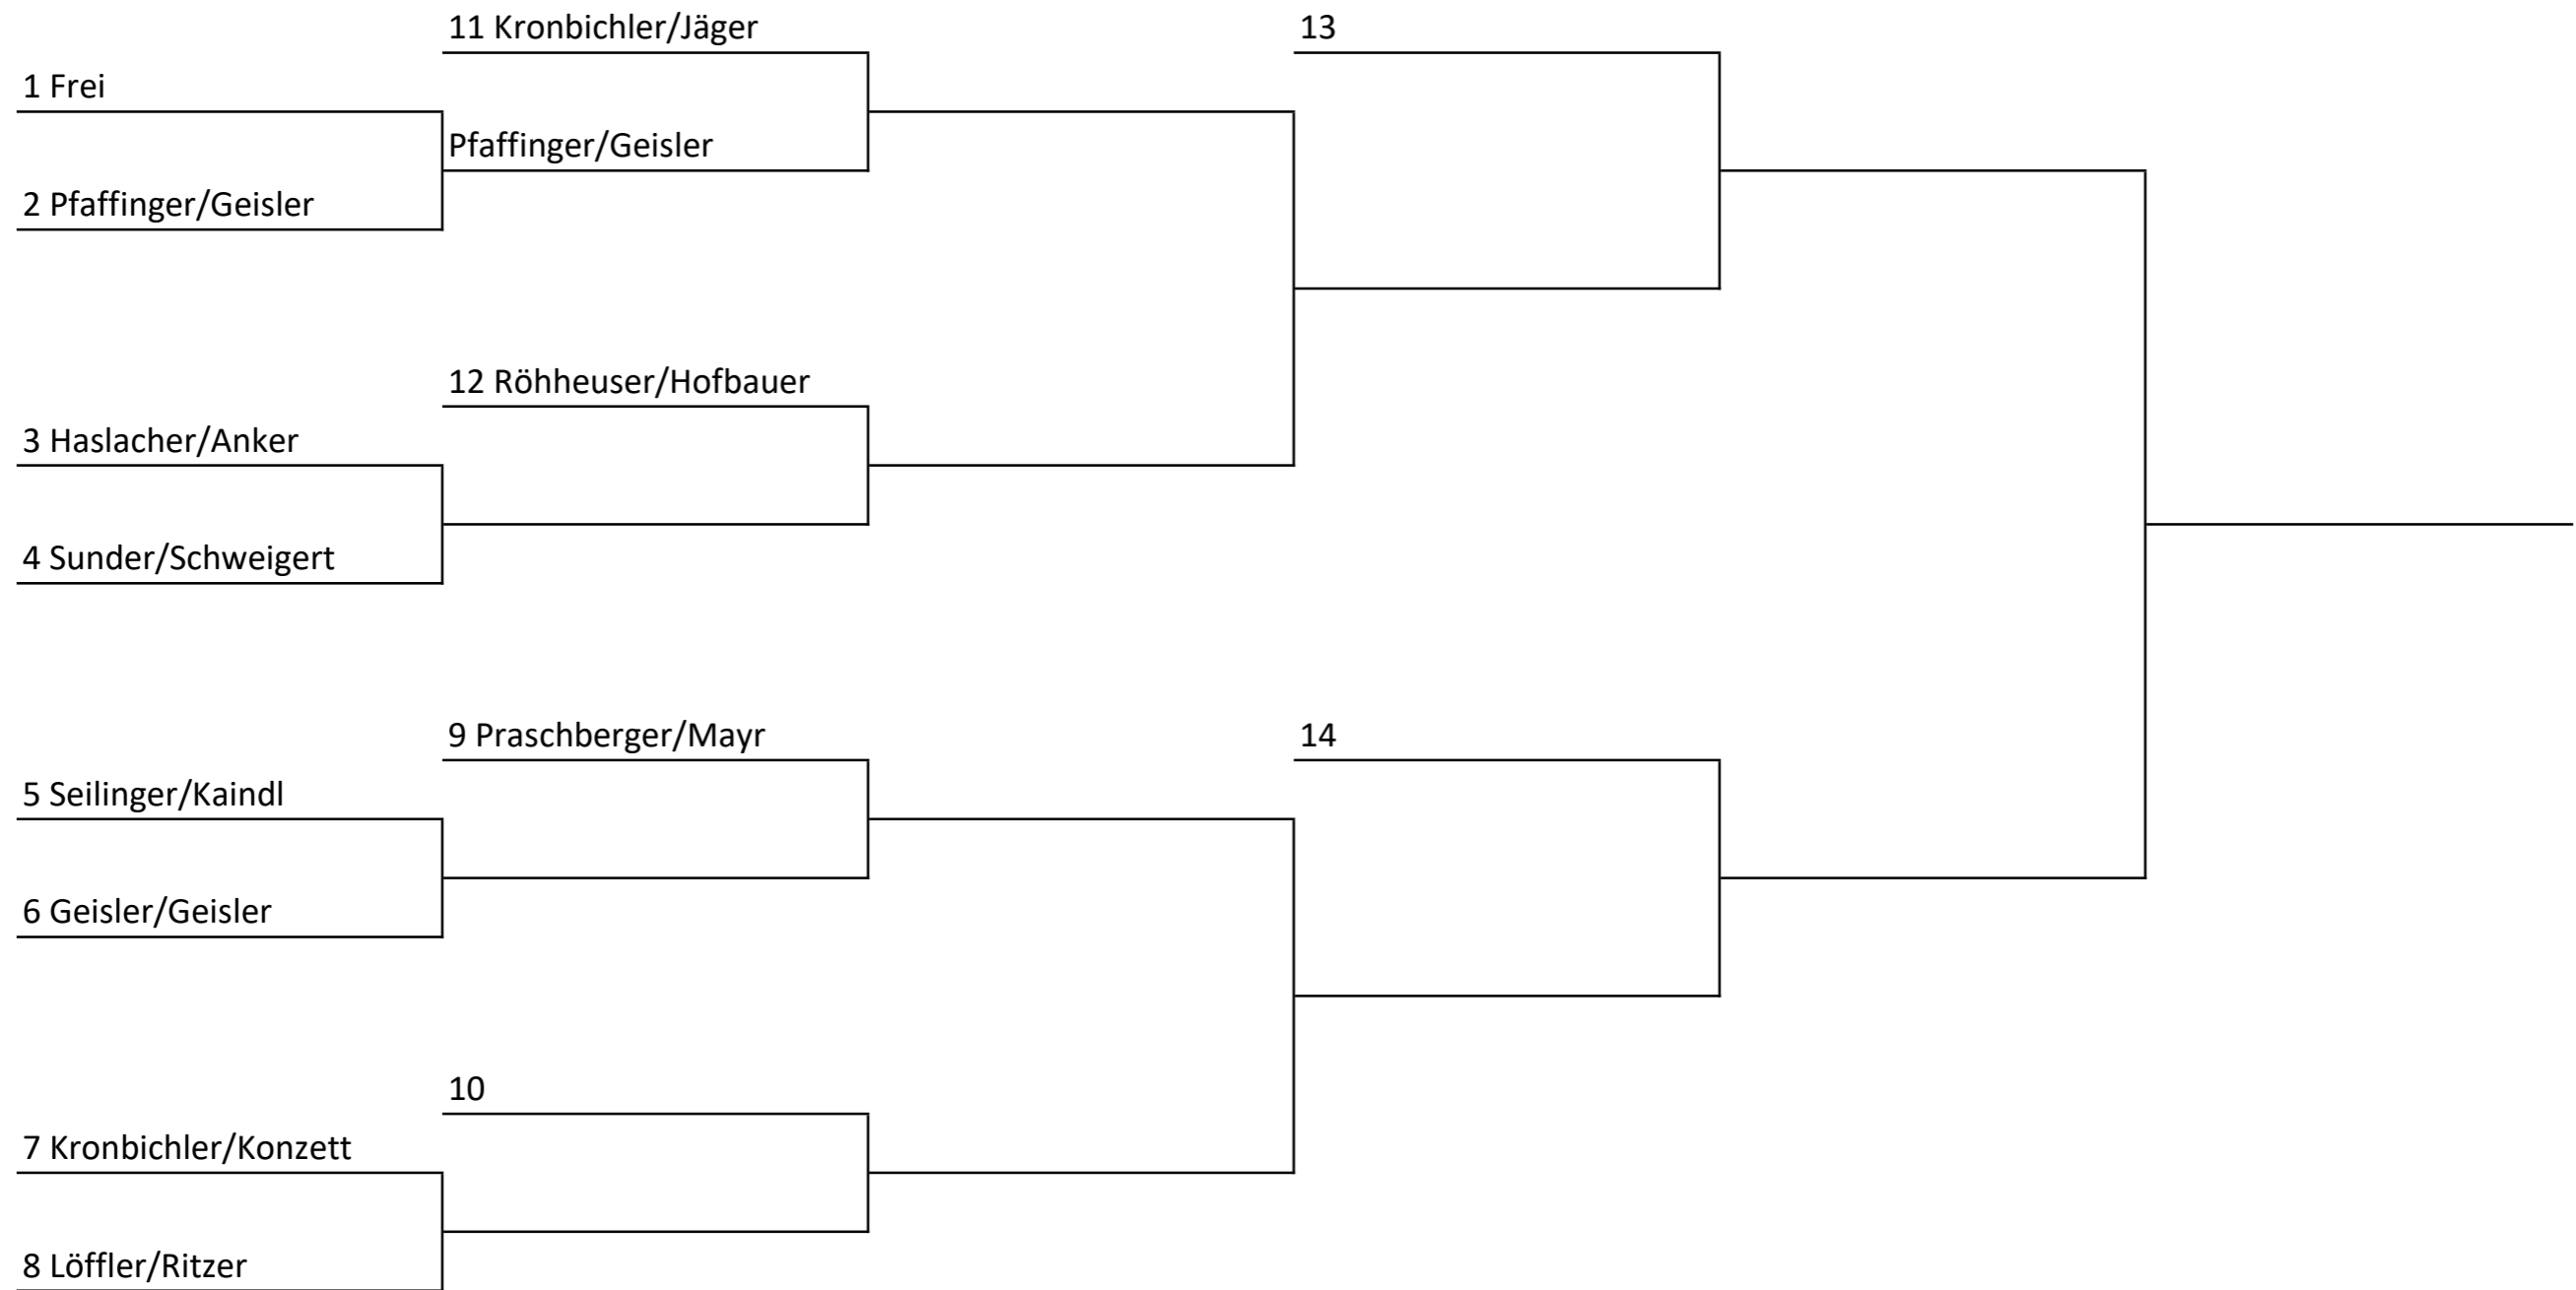 11 Kronbichler/Jäger
13
1 Frei
Pfaffinger/Geisler
2 Pfaffinger/Geisler
12 Röhheuser/Hofbauer
3 Haslacher/Anker
4 Sunder/Schweigert
9 Praschberger/Mayr
14
5 Seilinger/Kaindl
6 Geisler/Geisler
10
7 Kronbichler/Konzett
8 Löffler/Ritzer